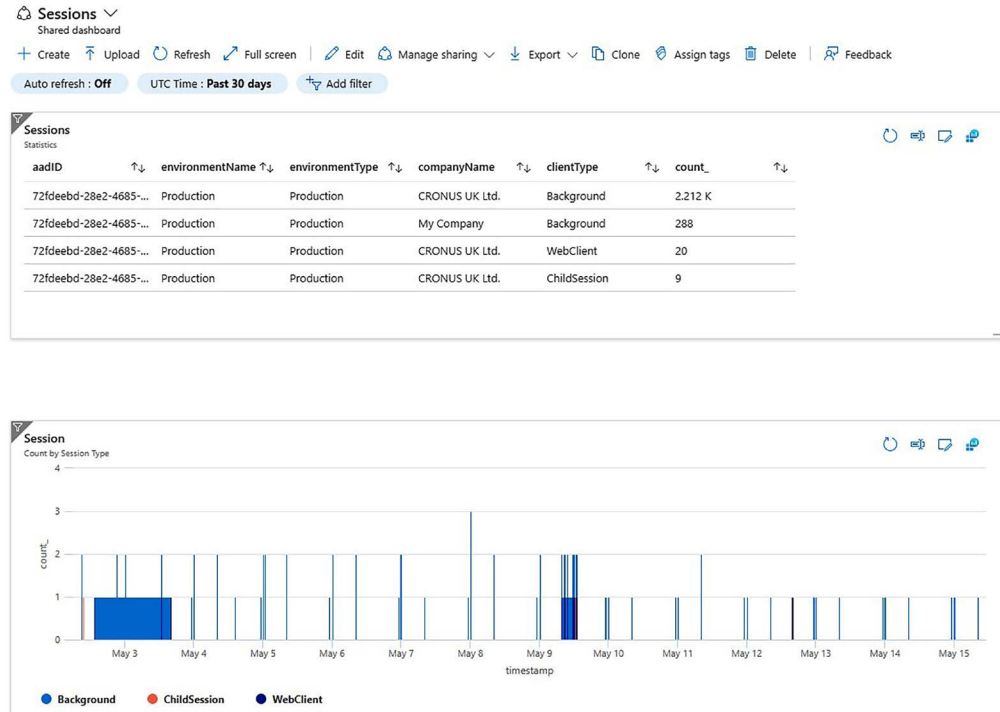 Sessions
Shared dashboard
Create Upload Refresh Full screen Edit Manage sharing Export Clone Assign tags Delete Feedback
Auto refresh : Off UTC Time : Past 30 days Add filter
Sessions
Statistics
aadID environmentName environmentType companyName clientType count_
72fdeebd-28e2-4685-... Production Production CRONUS UK Ltd. Background 2.212 K
72fdeebd-28e2-4685-... Production Production My Company Background 288
72fdeebd-28e2-4685-... Production Production CRONUS UK Ltd. WebClient 20
72fdeebd-28e2-4685-... Production Production CRONUS UK Ltd. ChildSession 9
Session
Count by Session Type
4
3
count_
2
1
0
May 3 May 4 May 5 May 6 May 7 May 8 May 9 May 10 May 11 May 12 May 13 May 14 May 15
timestamp
Background ChildSession WebClient